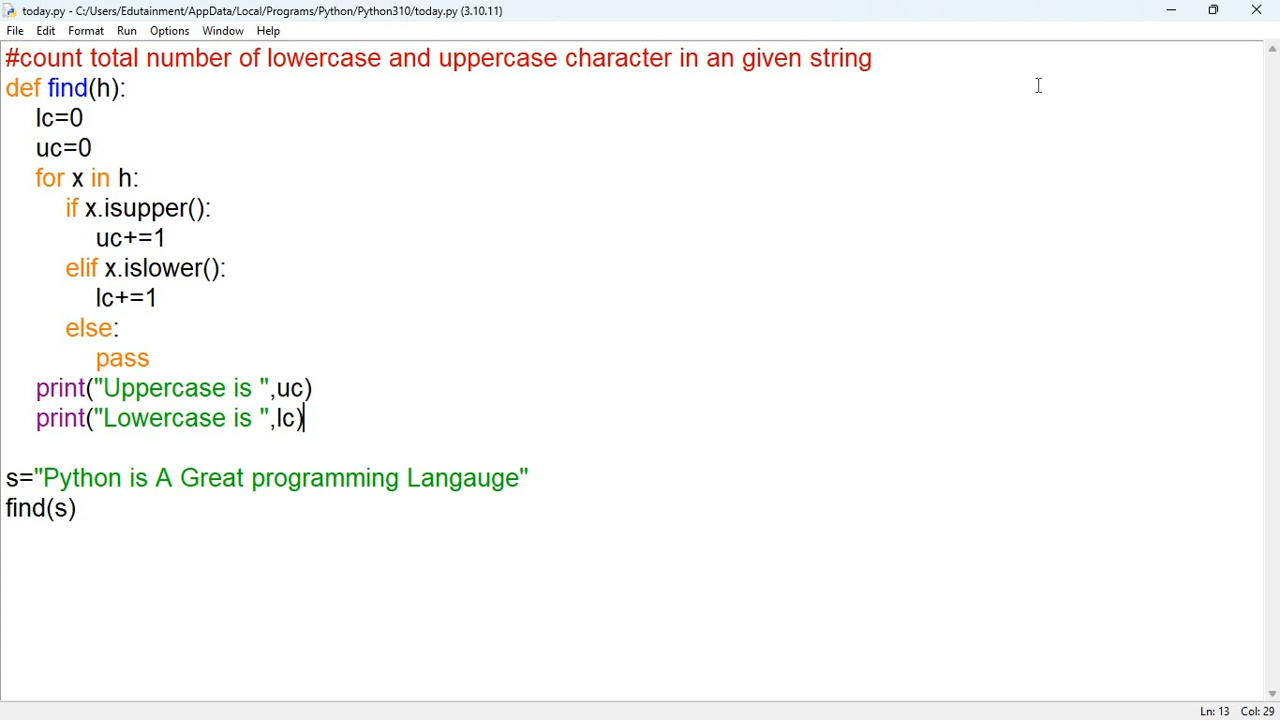 today.py - C:/Users/Edutainment/AppData/Local/Programs/Python/Python310/today.py (3.10.11)
File Edit Format Run Options Window Help
#count total number of lowercase and uppercase character in an given string
def find(h):
    lc=0
    uc=0
    for x in h:
        if x.isupper():
            uc+=1
        elif x.islower():
            lc+=1
        else:
            pass
    print("Uppercase is ",uc)
    print("Lowercase is ",lc)
s="Python is A Great programming Langauge"
find(s)
Ln: 13 Col: 29